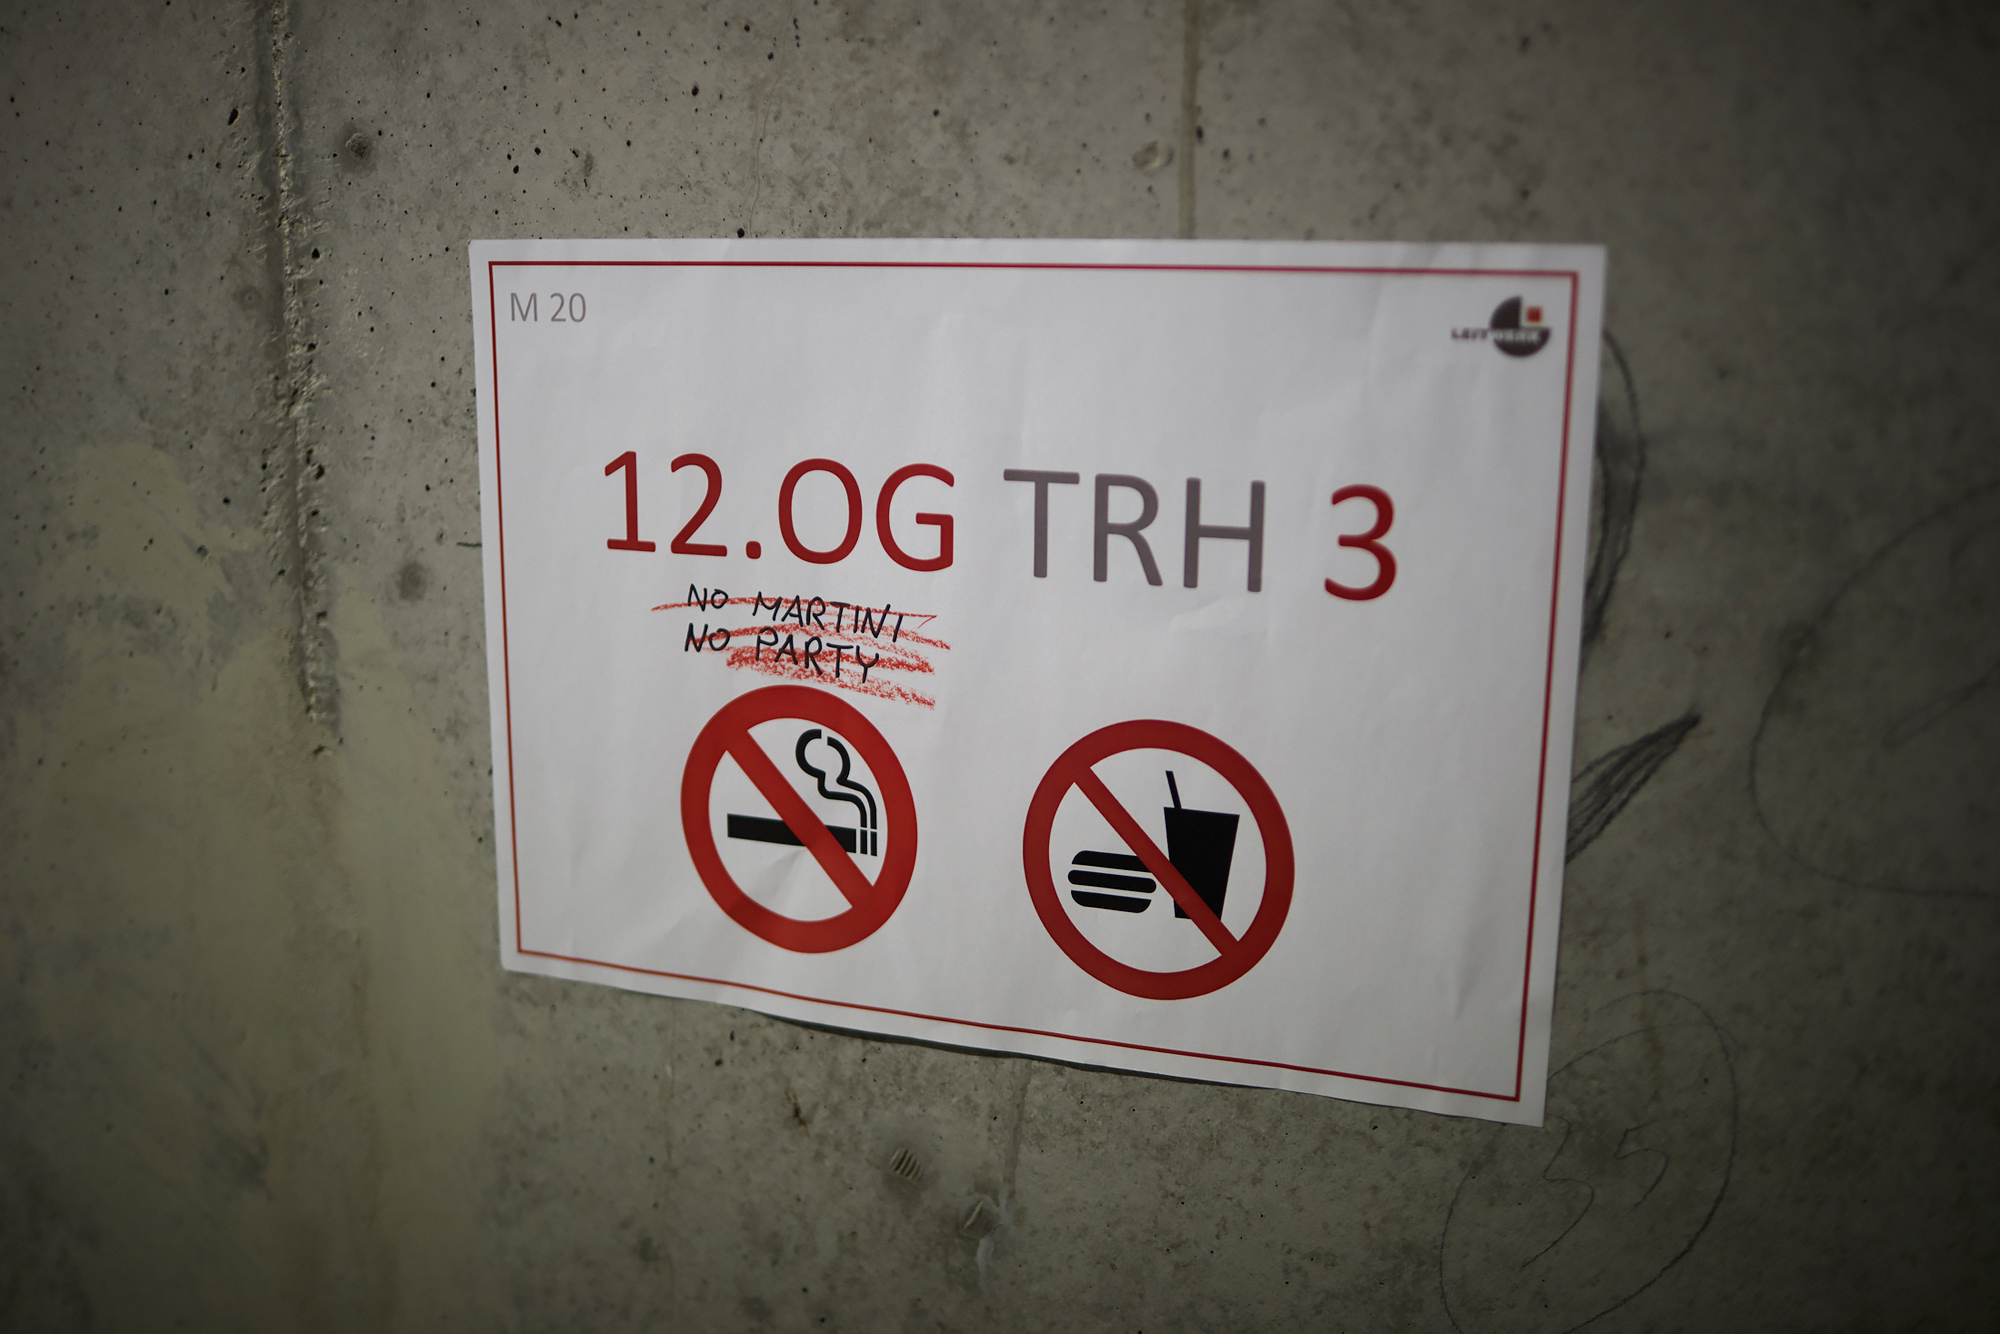 M 20
12.OG TRH 3
NO MARTINI
NO PARTY